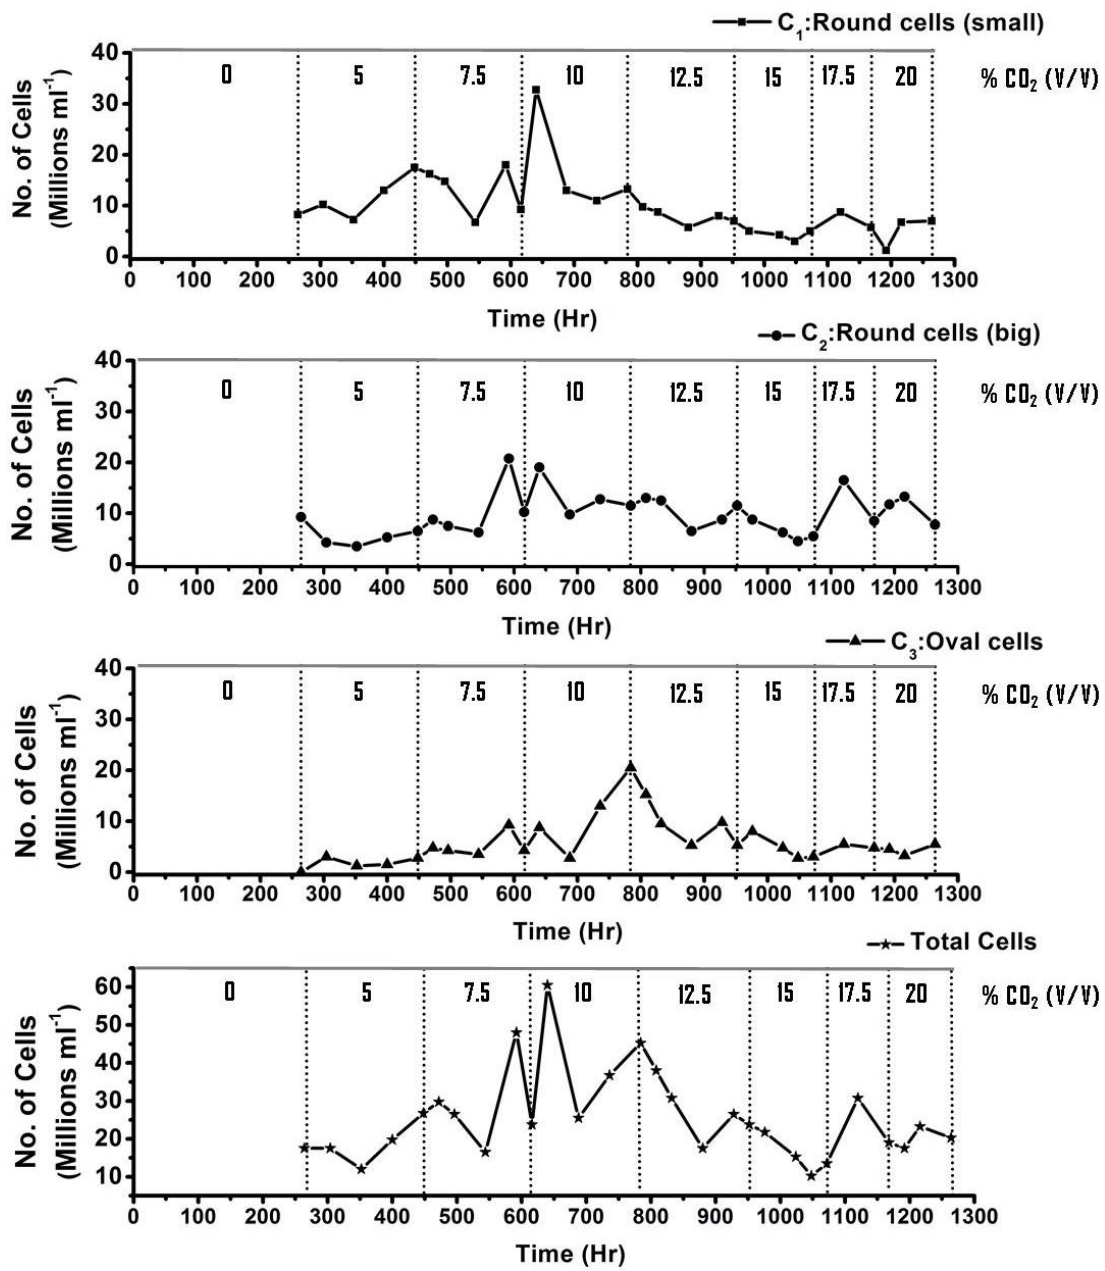 C₁:Round cells (small)
No. of Cells
(Millions ml⁻¹)
40
30
20
10
0
0 5 7.5 10 12.5 15 17.5 20 % CO₂ (V/V)
0 100 200 300 400 500 600 700 800 900 1000 1100 1200 1300
Time (Hr)
C₂:Round cells (big)
No. of Cells
(Millions ml⁻¹)
40
30
20
10
0
0 5 7.5 10 12.5 15 17.5 20 % CO₂ (V/V)
0 100 200 300 400 500 600 700 800 900 1000 1100 1200 1300
Time (Hr)
C₃:Oval cells
No. of Cells
(Millions ml⁻¹)
40
30
20
10
0
0 5 7.5 10 12.5 15 17.5 20 % CO₂ (V/V)
0 100 200 300 400 500 600 700 800 900 1000 1100 1200 1300
Time (Hr)
Total Cells
No. of Cells
(Millions ml⁻¹)
60
50
40
30
20
10
0 5 7.5 10 12.5 15 17.5 20 % CO₂ (V/V)
0 100 200 300 400 500 600 700 800 900 1000 1100 1200 1300
Time (Hr)